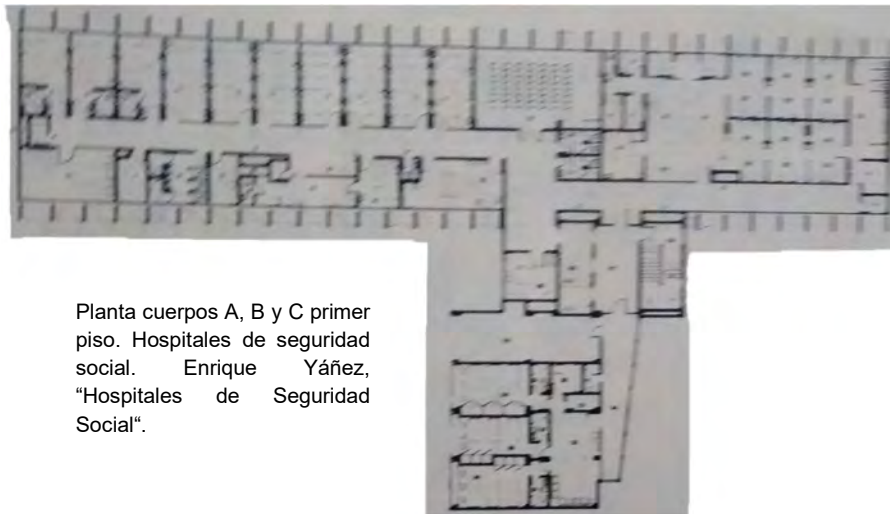 Planta cuerpos A, B y C primer
piso. Hospitales de seguridad
social. Enrique Yáñez,
“Hospitales de Seguridad
Social“.